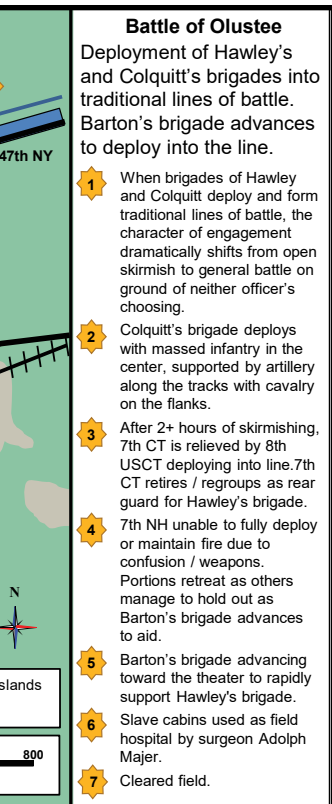 Battle of Olustee
Deployment of Hawley's
and Colquitt's brigades into
traditional lines of battle.
Barton's brigade advances
to deploy into the line.
47th NY
1 When brigades of Hawley
and Colquitt deploy and form
traditional lines of battle, the
character of engagement
dramatically shifts from open
skirmish to general battle on
ground of neither officer's
choosing.
2 Colquitt's brigade deploys
with massed infantry in the
center, supported by artillery
along the tracks with cavalry
on the flanks.
3 After 2+ hours of skirmishing,
7th CT is relieved by 8th
USCT deploying into line.7th
CT retires / regroups as rear
guard for Hawley's brigade.
4 7th NH unable to fully deploy
or maintain fire due to
confusion / weapons.
Portions retreat as others
manage to hold out as
Barton's brigade advances
to aid.
5 Barton's brigade advancing
toward the theater to rapidly
support Hawley's brigade.
6 Slave cabins used as field
hospital by surgeon Adolph
Majer.
7 Cleared field.
N
slands
800